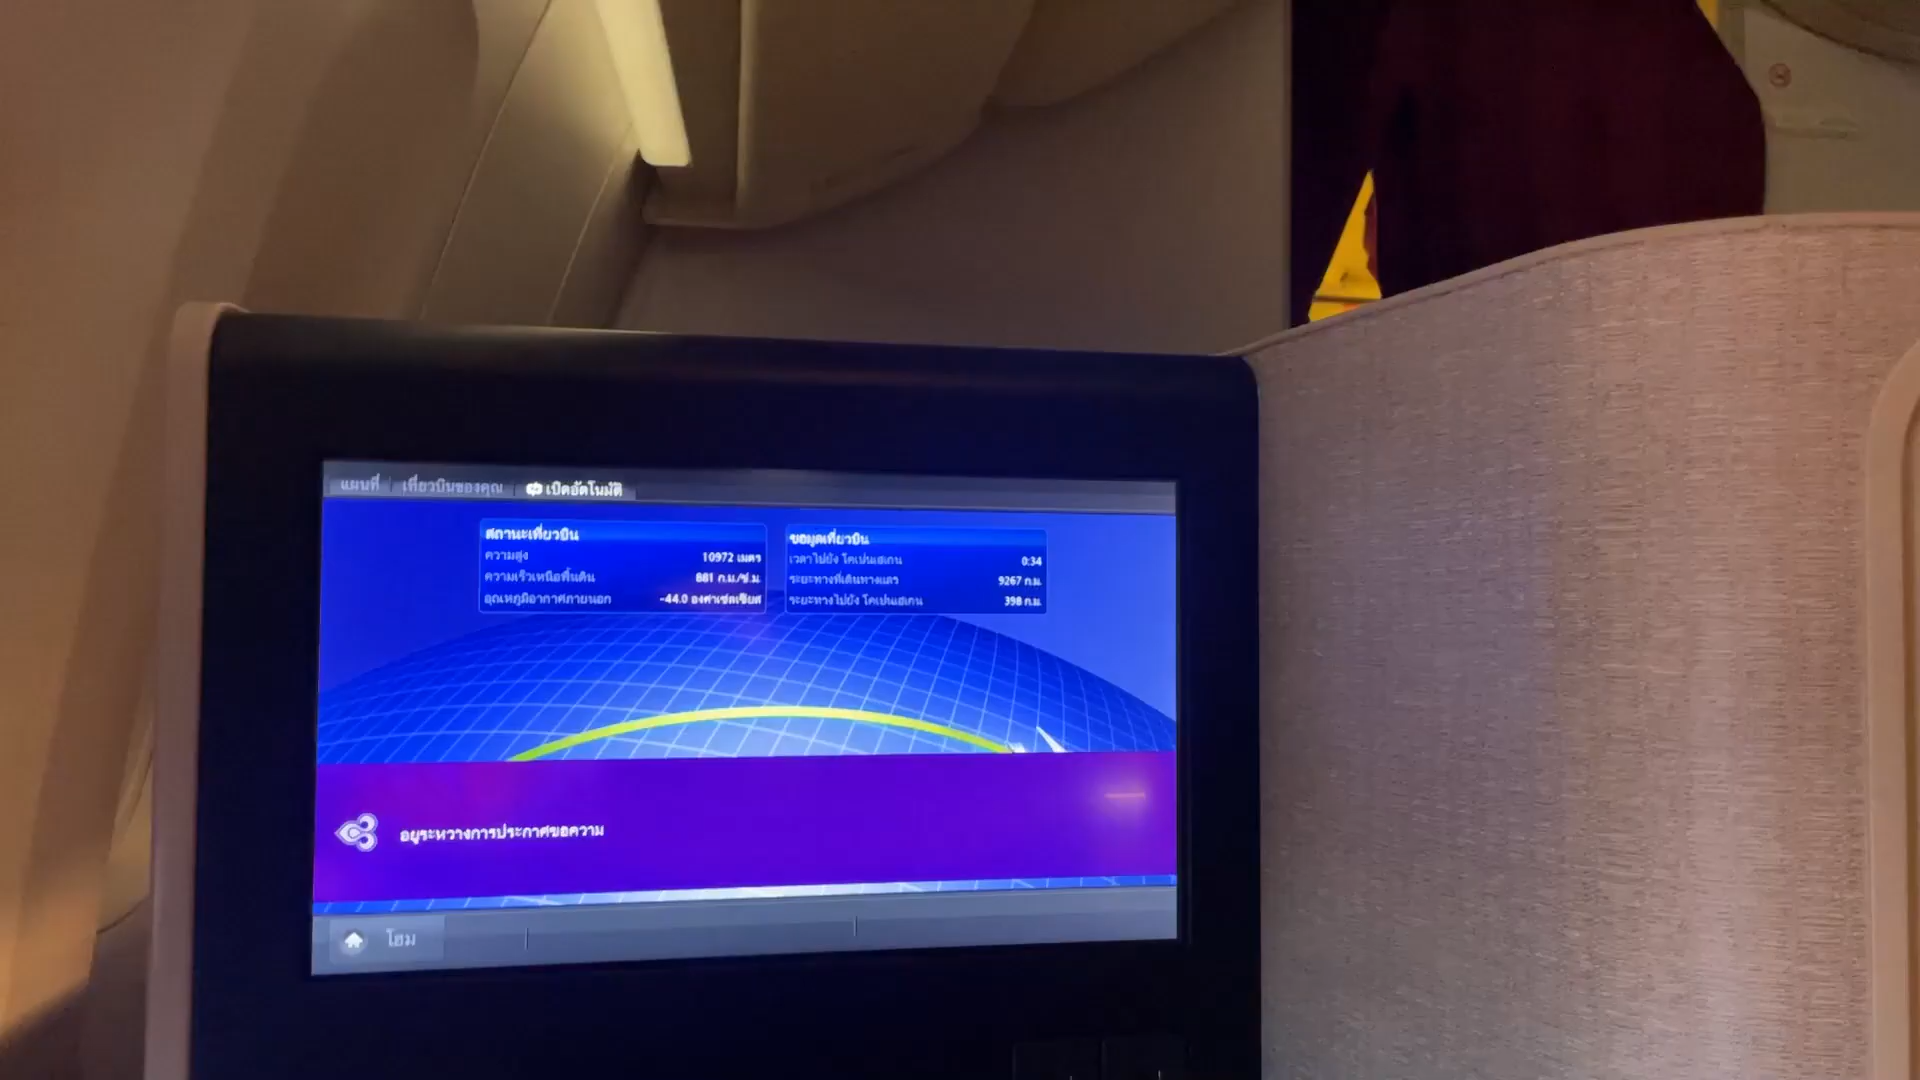 แผนที่ เที่ยวบินของคุณ เปิดอัตโนมัติ
สถานะเที่ยวบิน
ความสูง 10972 เมตร
ความเร็วเหนือพื้นดิน 881 ก.ม./ช.ม.
อุณหภูมิอากาศภายนอก -44.0 องศาเซลเซียส
ข้อมูลเที่ยวบิน
เวลาไปยัง โคเปนเฮเกน 0:34
ระยะทางที่เดินทางแล้ว 9267 ก.ม.
ระยะทางไปยัง โคเปนเฮเกน 398 ก.ม.
อยู่ระหว่างการประกาศข้อความ
โฮม